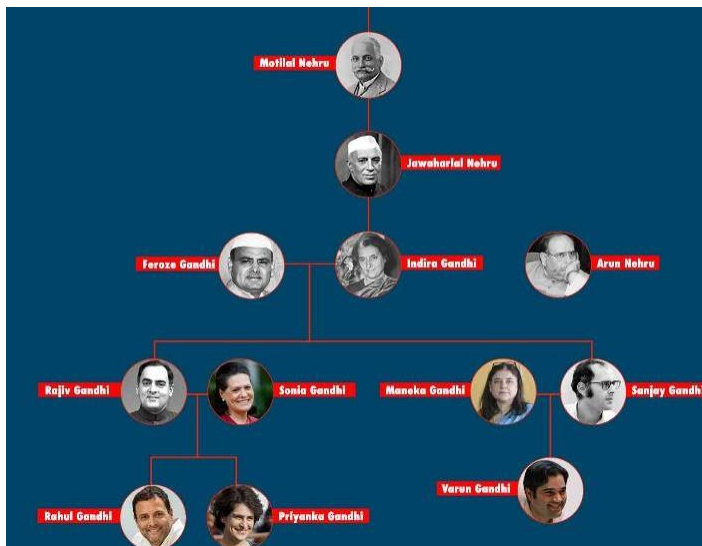 Motilal Nehru
Jawaharlal Nehru
Feroze Gandhi
Indira Gandhi
Arun Nehru
Rajiv Gandhi
Sonia Gandhi
Maneka Gandhi
Sanjay Gandhi
Varun Gandhi
Rahul Gandhi
Priyanka Gandhi